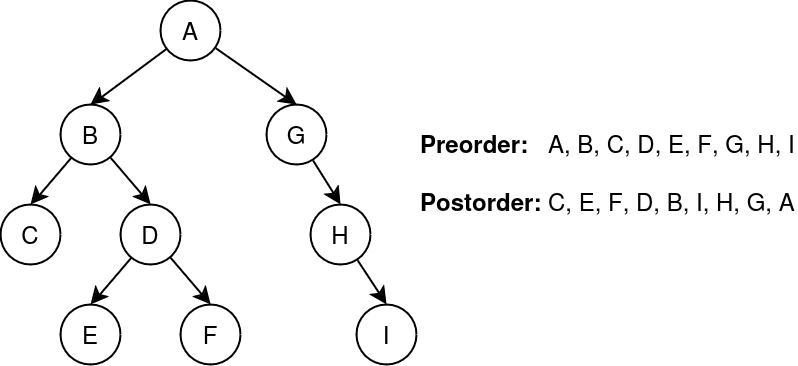 A
B
G
Preorder: A, B, C, D, E, F, G, H, I
Postorder: C, E, F, D, B, I, H, G, A
C
D
H
E
F
I